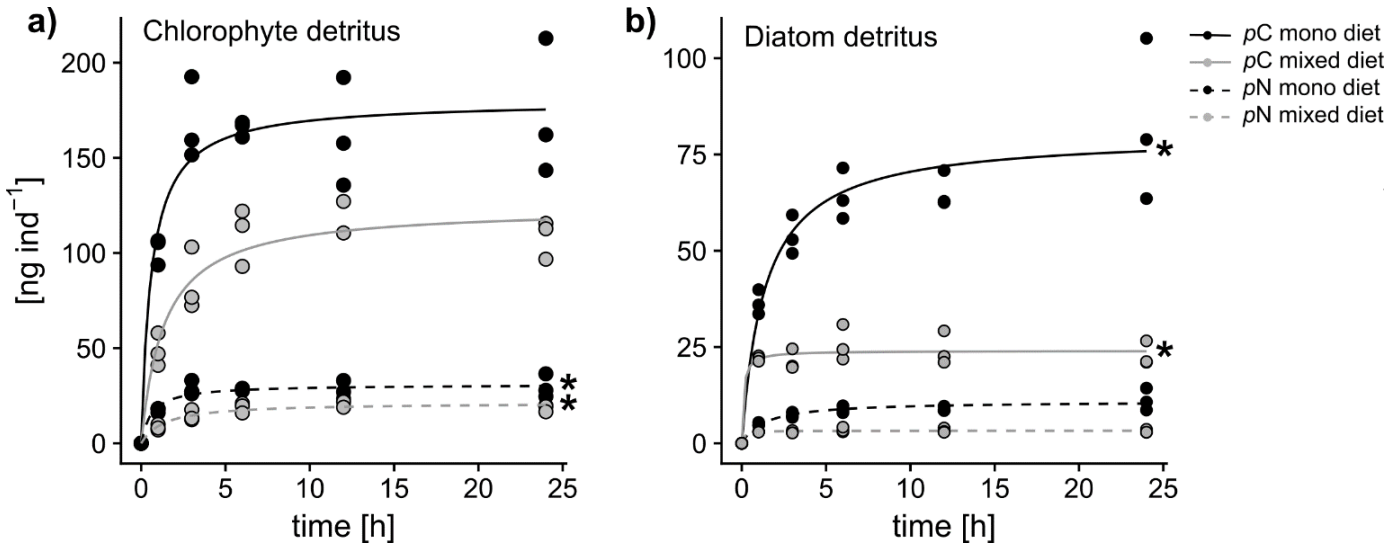 a)
Chlorophyte detritus
200
150
100
50
0
[ng ind⁻¹]
*
*
0 5 10 15 20 25
time [h]
b)
Diatom detritus
100
75
50
25
0
*
*
0 5 10 15 20 25
time [h]
pC mono diet
pC mixed diet
pN mono diet
pN mixed diet